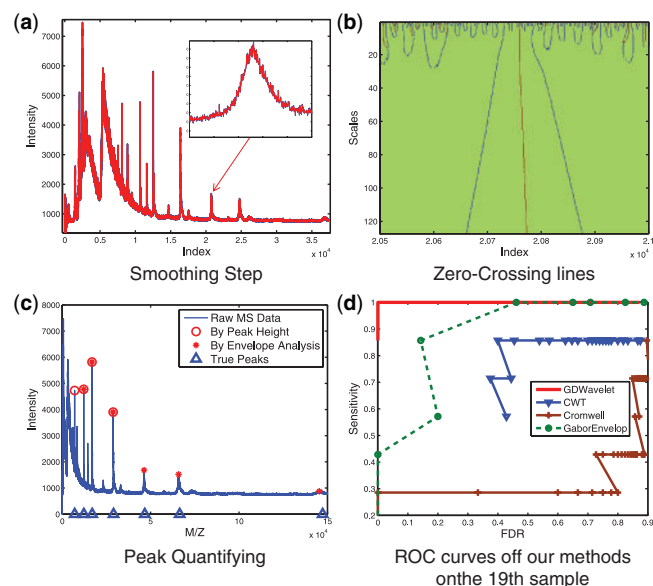 (a)
7000
6000
5000
4000
3000
2000
1000
Intensity
0 0.5 1 1.5 2 2.5 3 3.5
Index
x 10⁴
Smoothing Step
(b)
20
40
60
80
100
120
Scales
2.05 2.06 2.07 2.08 2.09 2.1
Index
x 10⁴
Zero-Crossing lines
(c)
8000
7000
6000
5000
4000
3000
2000
1000
0
Intensity
Raw MS Data
By Peak Height
By Envelope Analysis
True Peaks
0 5 10 15
M/Z
x 10⁴
Peak Quantifying
(d)
1
0.9
0.8
0.7
0.6
0.5
0.4
0.3
0.2
Sensitivity
GDWavelet
CWT
Cromwell
GaborEnvelop
0 0.1 0.2 0.3 0.4 0.5 0.6 0.7 0.8 0.9
FDR
ROC curves off our methods
onthe 19th sample